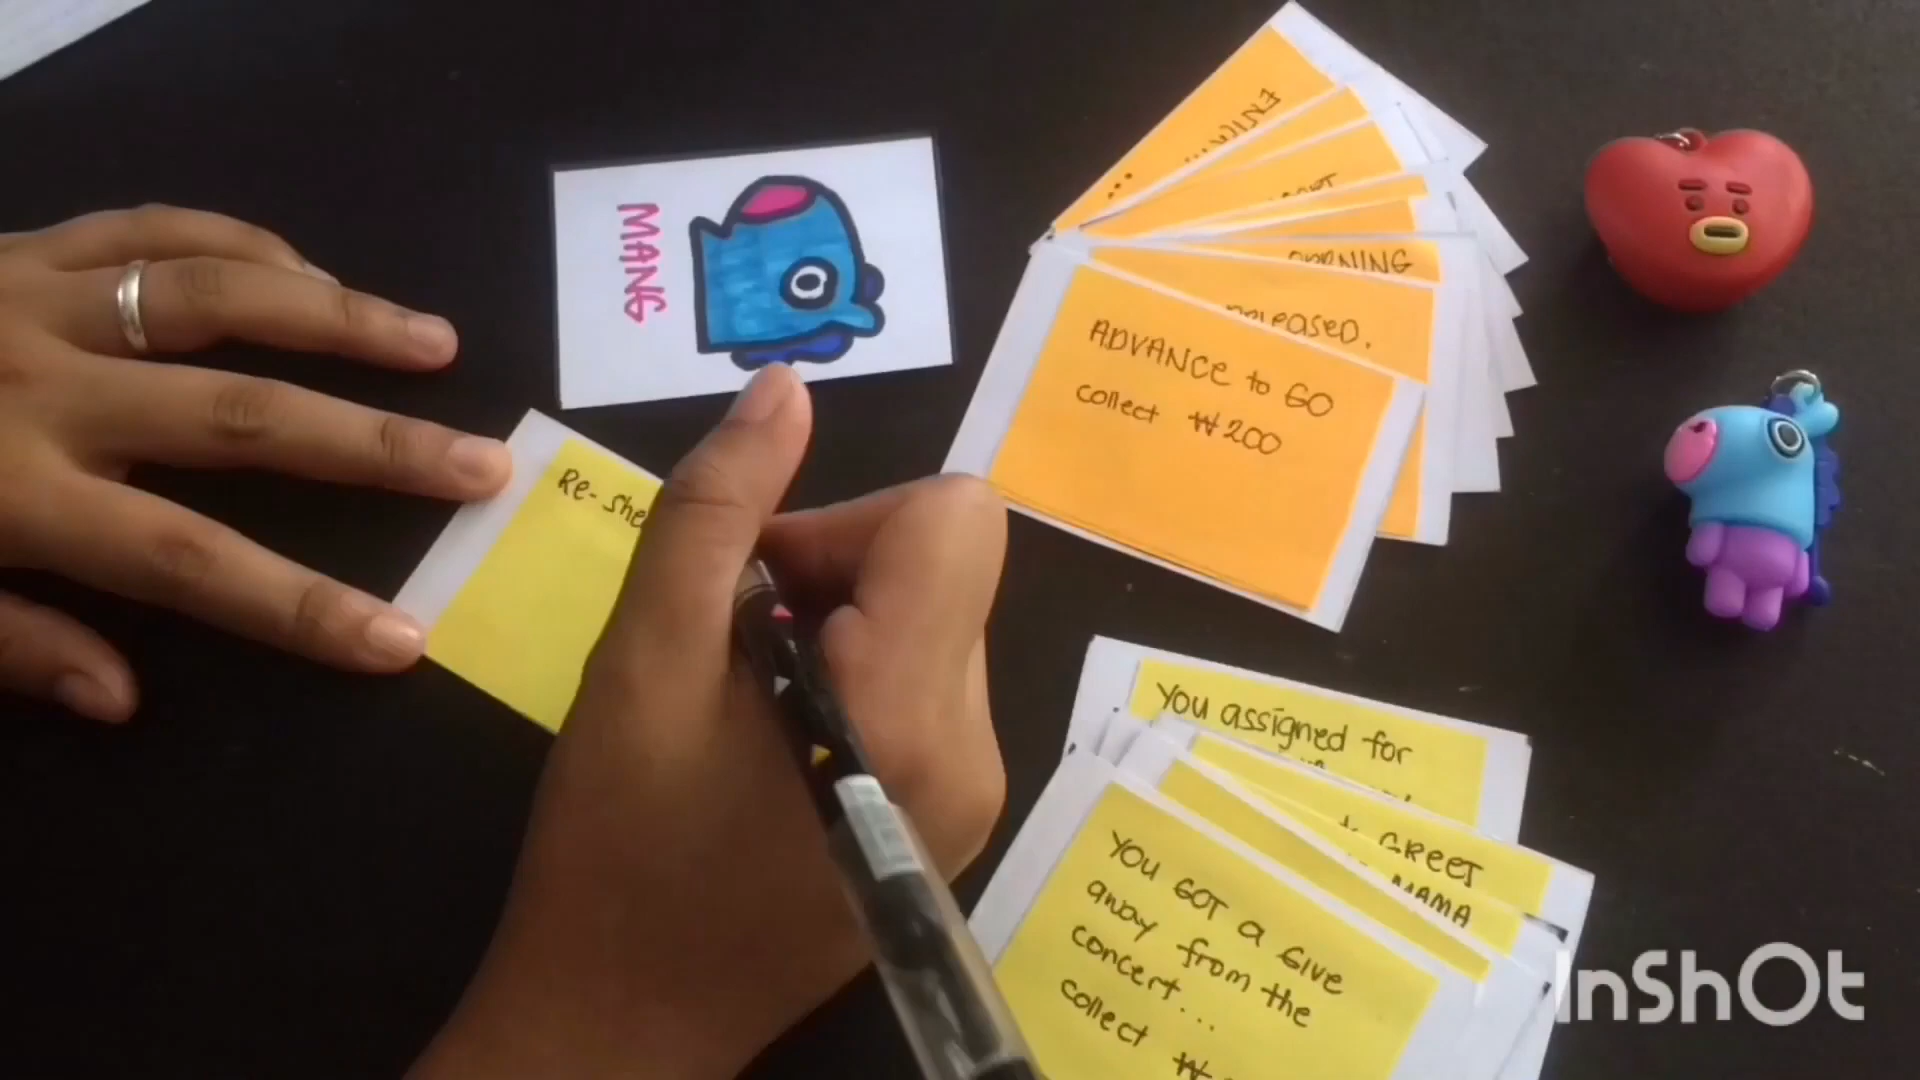 MANG
Re-she
ADVANCE to GO
collect ₩200
released.
You assigned for
GREET
MAMA
YOU GOT a Give
away from the
concert...
collect ₩
InShOt